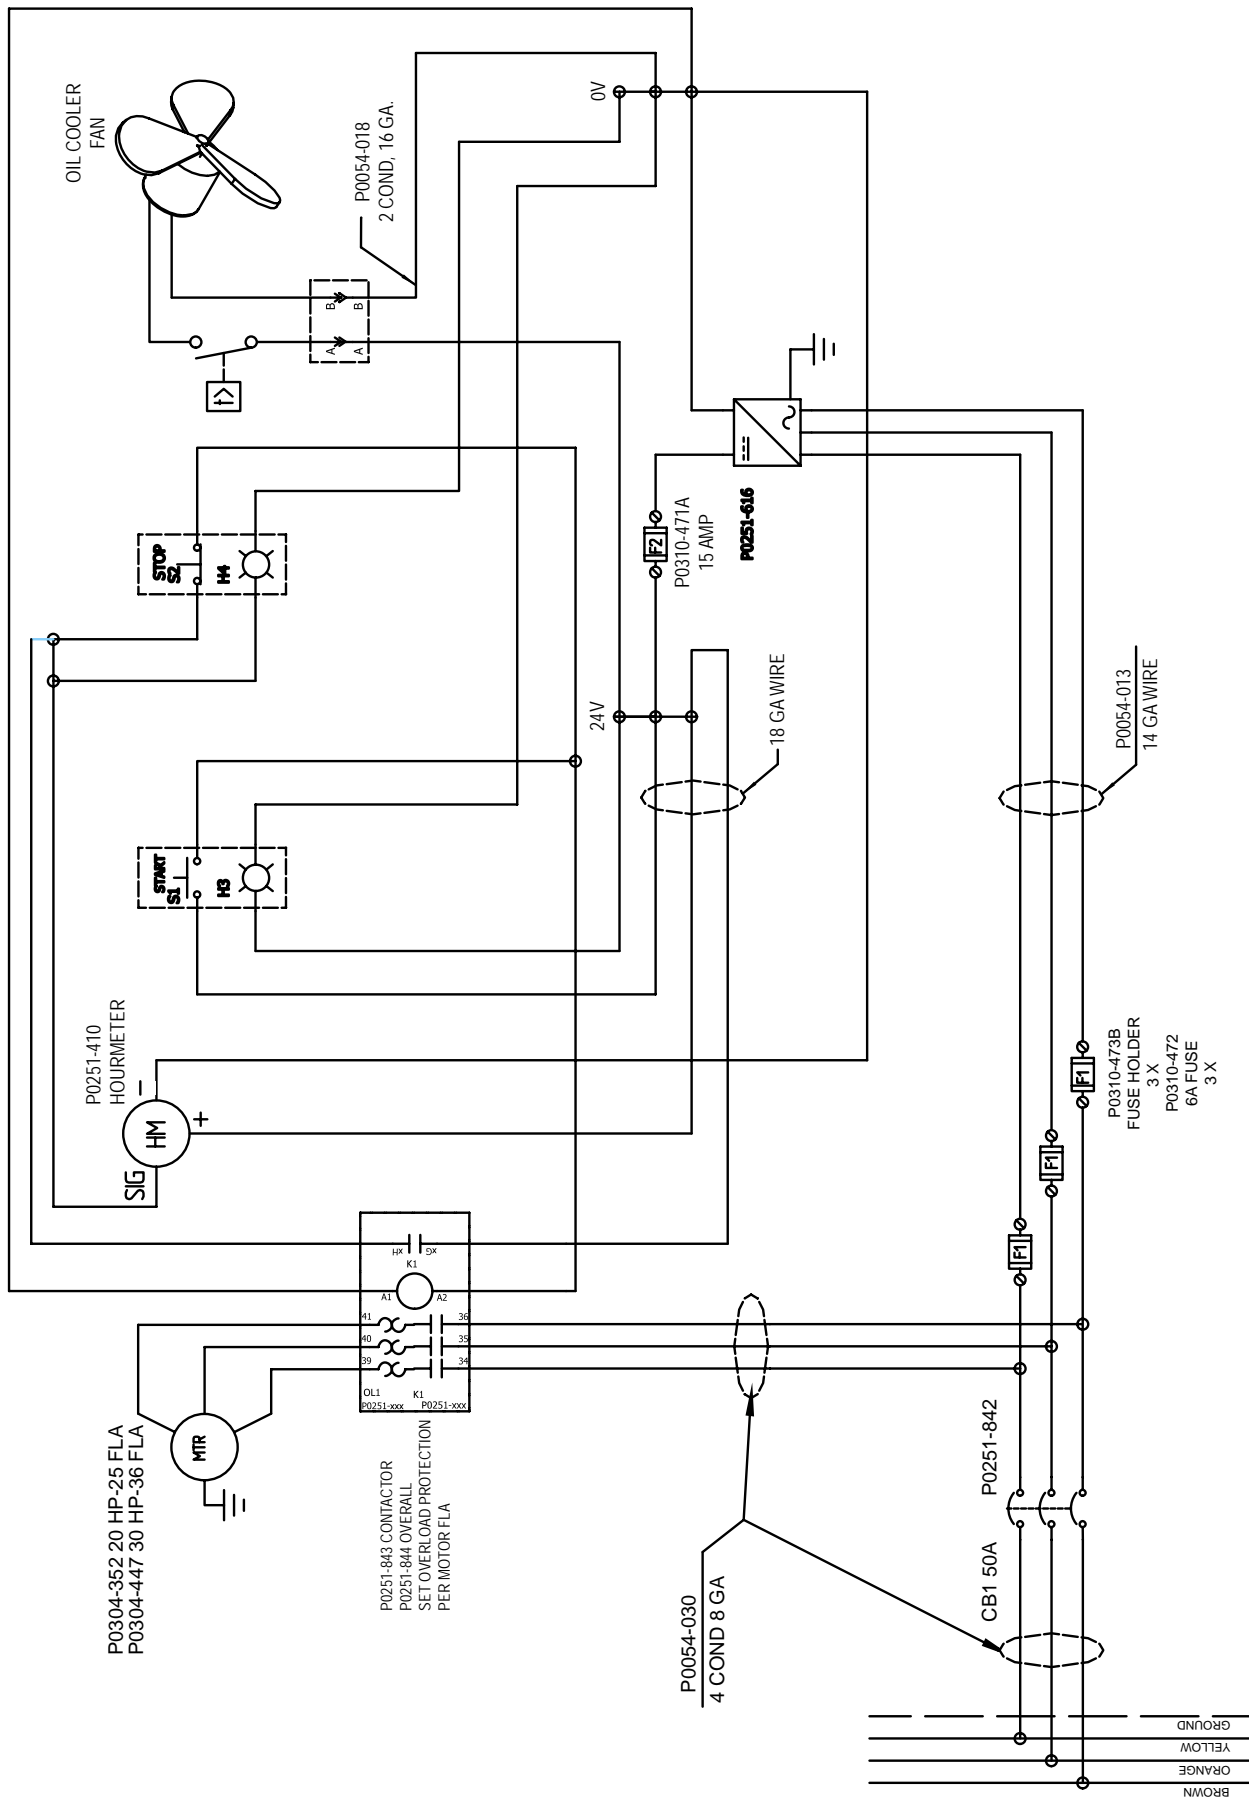 P0304-352 20 HP-25 FLA
P0304-447 30 HP-36 FLA
MTR
SIG
HM
−
+
P0251-410
HOURMETER
START
S1
H3
STOP
S2
H4
OIL COOLER
FAN
t>
A
B
A
B
P0054-018
2 COND, 16 GA.
0V
24V
41
40
39
A1
K1
A2
xH
xG
36
35
34
OL1
K1
P0251-xxx
P0251-xxx
P0251-843 CONTACTOR
P0251-844 OVERALL
SET OVERLOAD PROTECTION
PER MOTOR FLA
F2
P0310-471A
15 AMP
P0251-616
18 GA WIRE
P0054-030
4 COND 8 GA
CB1 50A
P0251-842
F1
F1
F1
P0310-473B
FUSE HOLDER
3 X
P0310-472
6A FUSE
3 X
P0054-013
14 GA WIRE
GROUND
YELLOW
ORANGE
BROWN